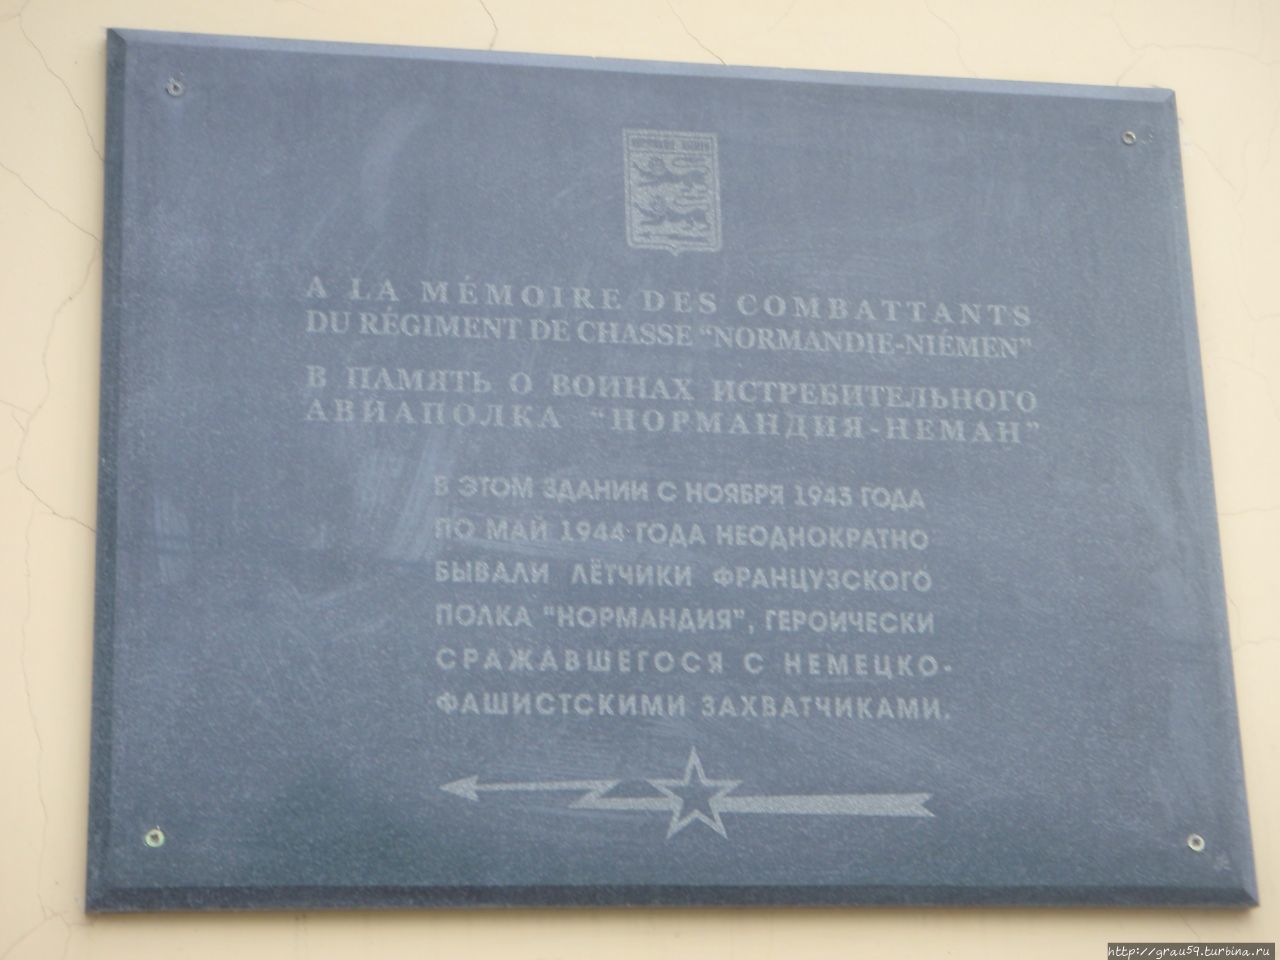 A LA MÉMOIRE DES COMBATTANTS
DU RÉGIMENT DE CHASSE “NORMANDIE-NIÉMEN”
В ПАМЯТЬ О ВОИНАХ ИСТРЕБИТЕЛЬНОГО
АВИАПОЛКА “НОРМАНДИЯ-НЕМАН”
В ЭТОМ ЗДАНИИ С НОЯБРЯ 1943 ГОДА
ПО МАЙ 1944 ГОДА НЕОДНОКРАТНО
БЫВАЛИ ЛЁТЧИКИ ФРАНЦУЗСКОГО
ПОЛКА “НОРМАНДИЯ”, ГЕРОИЧЕСКИ
СРАЖАВШЕГОСЯ С НЕМЕЦКО-
ФАШИСТСКИМИ ЗАХВАТЧИКАМИ.
http://grau59.turbina.ru